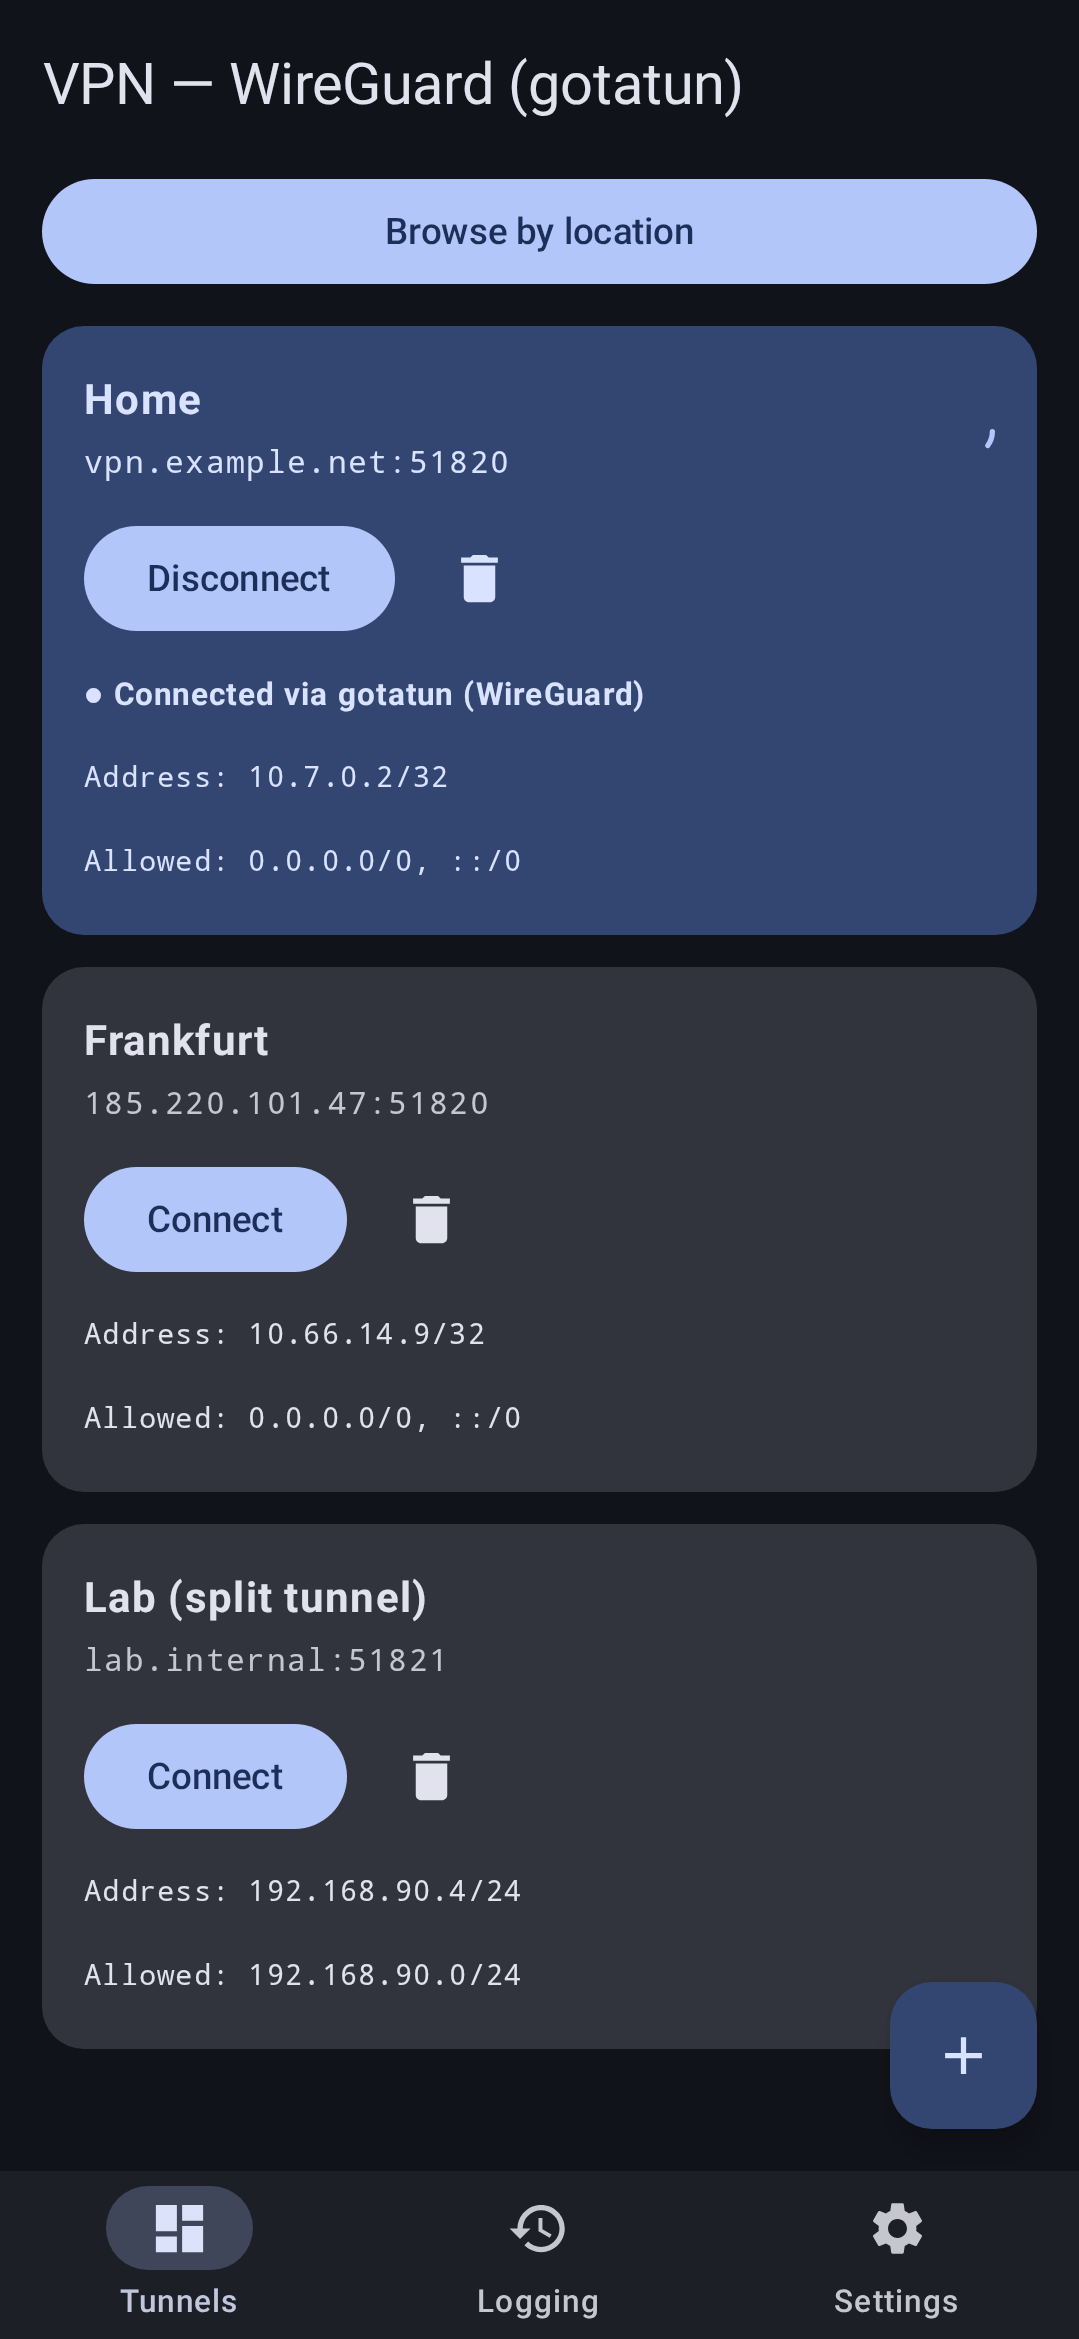 VPN — WireGuard (gotatun)
Browse by location
Home
vpn.example.net:51820
Disconnect
● Connected via gotatun (WireGuard)
Address: 10.7.0.2/32
Allowed: 0.0.0.0/0, ::/0
Frankfurt
185.220.101.47:51820
Connect
Address: 10.66.14.9/32
Allowed: 0.0.0.0/0, ::/0
Lab (split tunnel)
lab.internal:51821
Connect
Address: 192.168.90.4/24
Allowed: 192.168.90.0/24
Tunnels
Logging
Settings